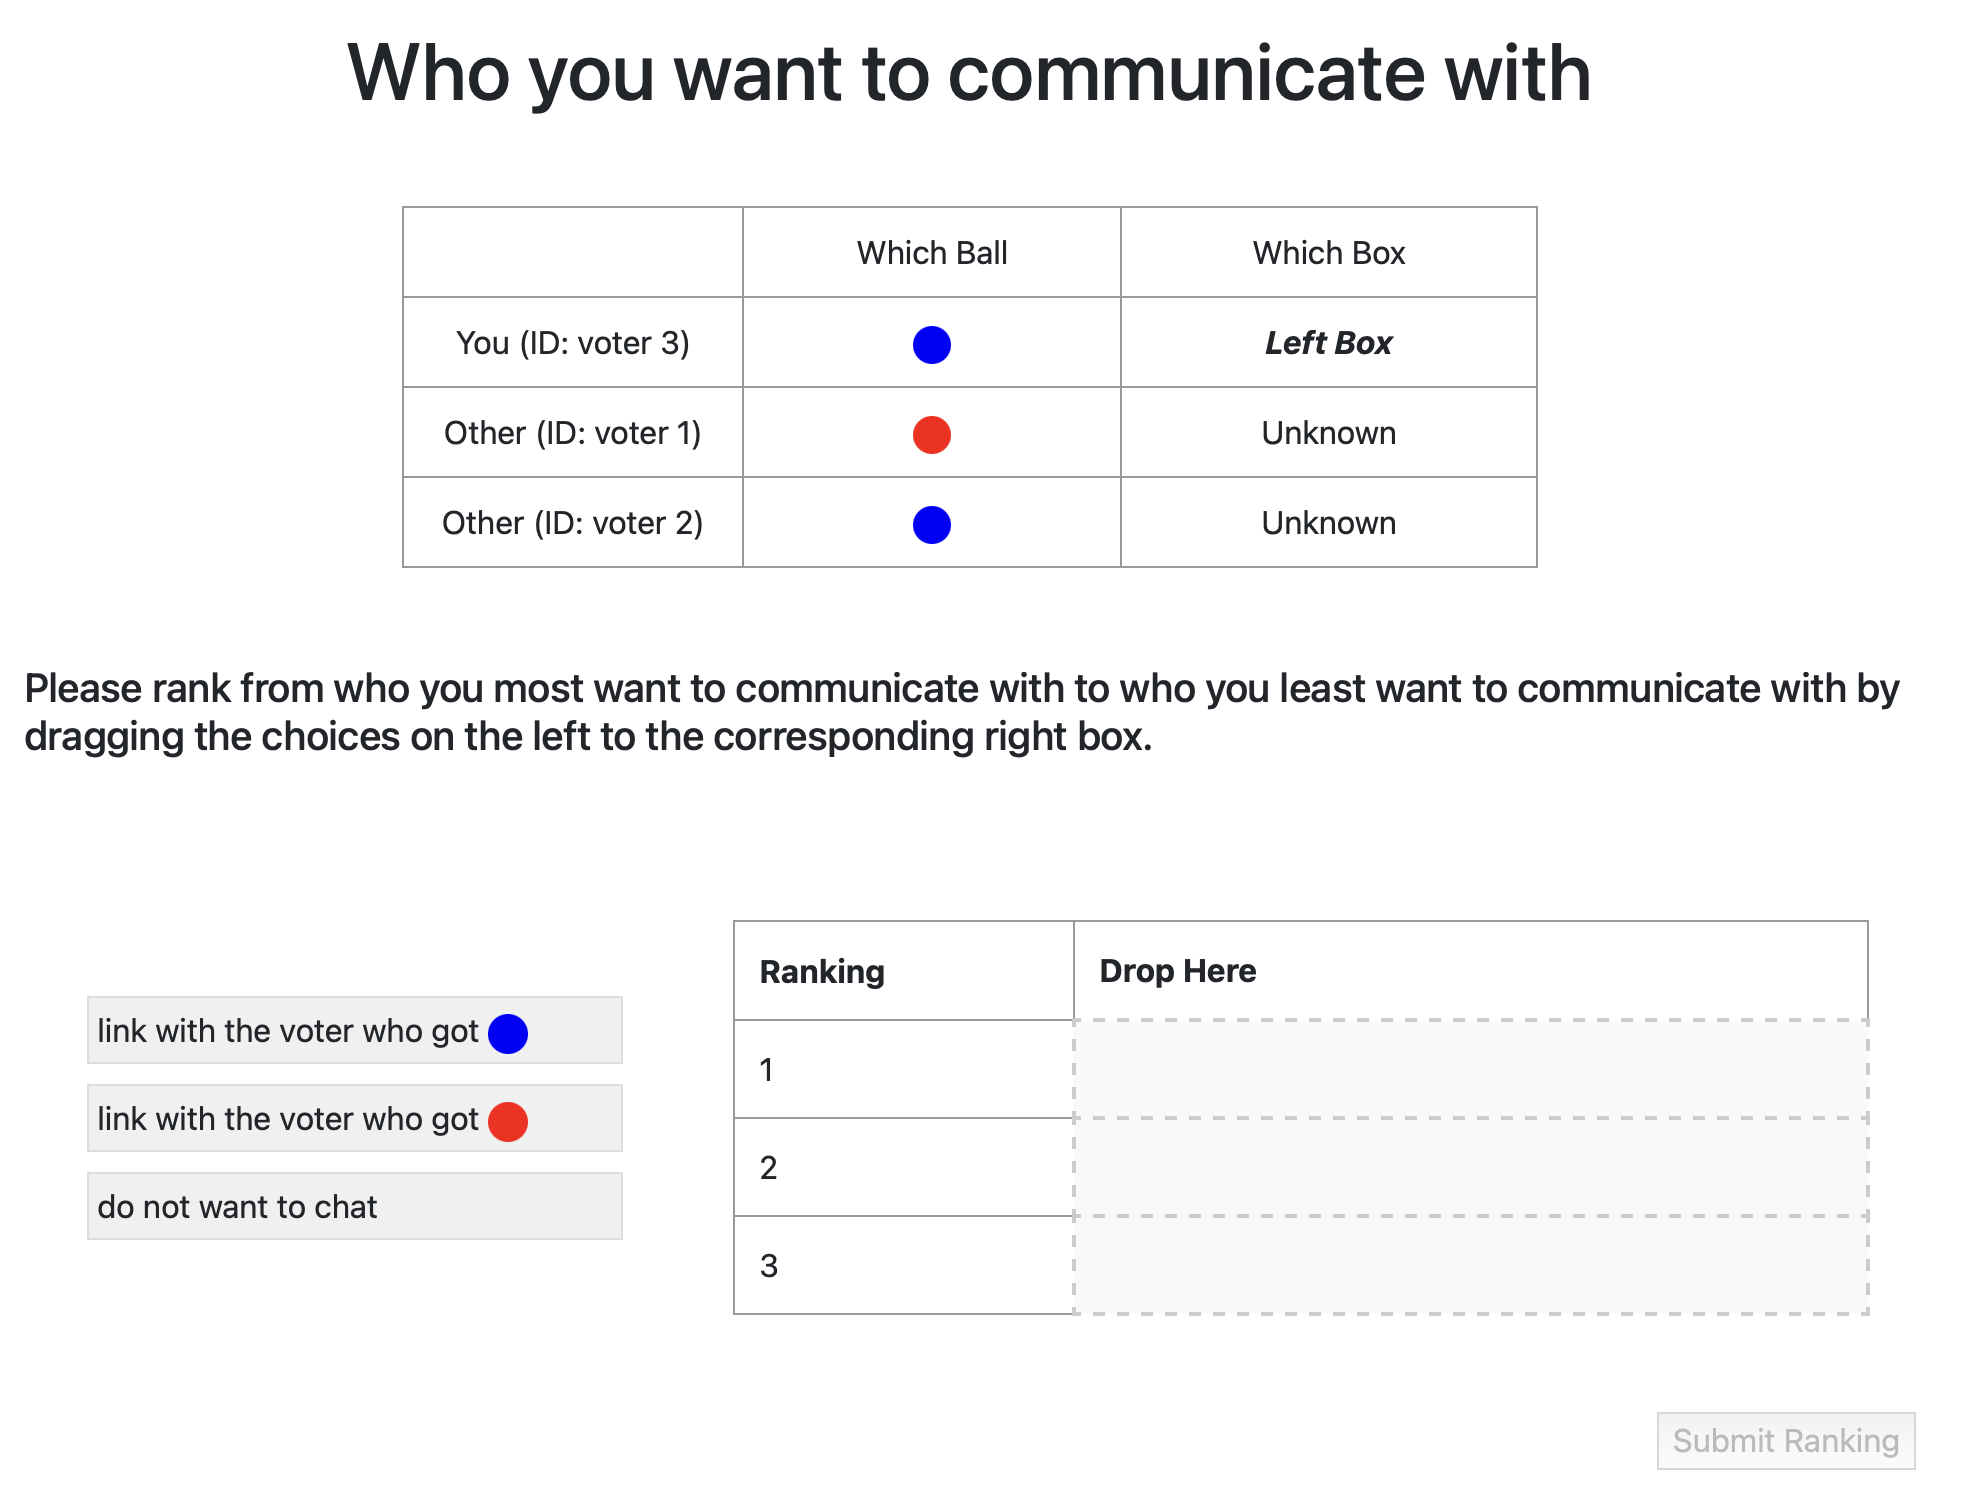 Who you want to communicate with
Which Ball Which Box
You (ID: voter 3) Left Box
Other (ID: voter 1) Unknown
Other (ID: voter 2) Unknown
Please rank from who you most want to communicate with to who you least want to communicate with by
dragging the choices on the left to the corresponding right box.
link with the voter who got
link with the voter who got
do not want to chat
Ranking Drop Here
1
2
3
Submit Ranking